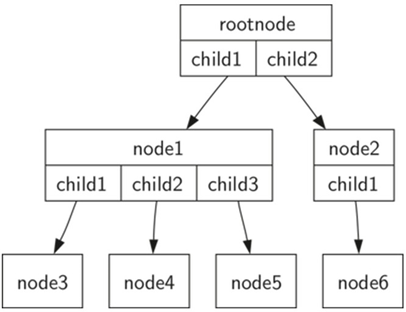 rootnode
child1 child2
node1 node2
child1 child2 child3 child1
node3 node4 node5 node6